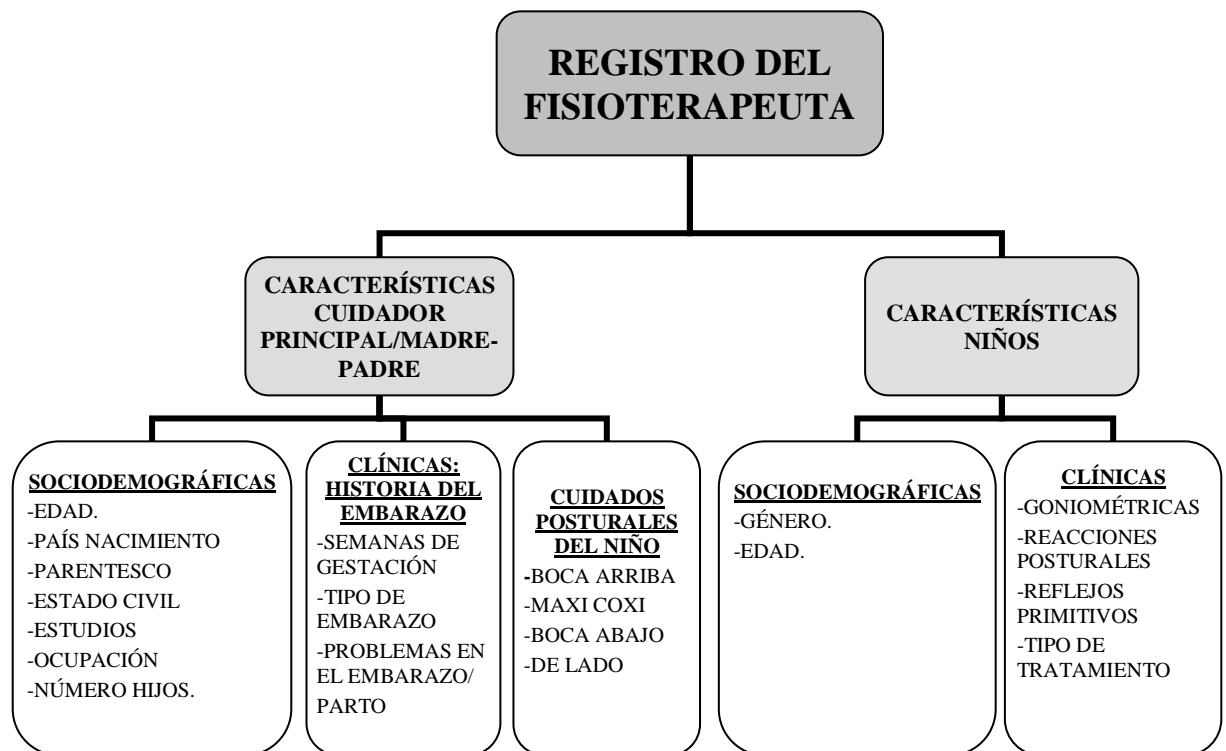 REGISTRO DEL
FISIOTERAPEUTA
CARACTERÍSTICAS
CUIDADOR
PRINCIPAL/MADRE-
PADRE
CARACTERÍSTICAS
NIÑOS
SOCIODEMOGRÁFICAS
-EDAD.
-PAÍS NACIMIENTO
-PARENTESCO
-ESTADO CIVIL
-ESTUDIOS
-OCUPACIÓN
-NÚMERO HIJOS.
CLÍNICAS:
HISTORIA DEL
EMBARAZO
-SEMANAS DE
GESTACIÓN
-TIPO DE
EMBARAZO
-PROBLEMAS EN
EL EMBARAZO/
PARTO
CUIDADOS
POSTURALES
DEL NIÑO
-BOCA ARRIBA
-MAXI COXI
-BOCA ABAJO
-DE LADO
SOCIODEMOGRÁFICAS
-GÉNERO.
-EDAD.
CLÍNICAS
-GONIOMÉTRICAS
-REACCIONES
POSTURALES
-REFLEJOS
PRIMITIVOS
-TIPO DE
TRATAMIENTO